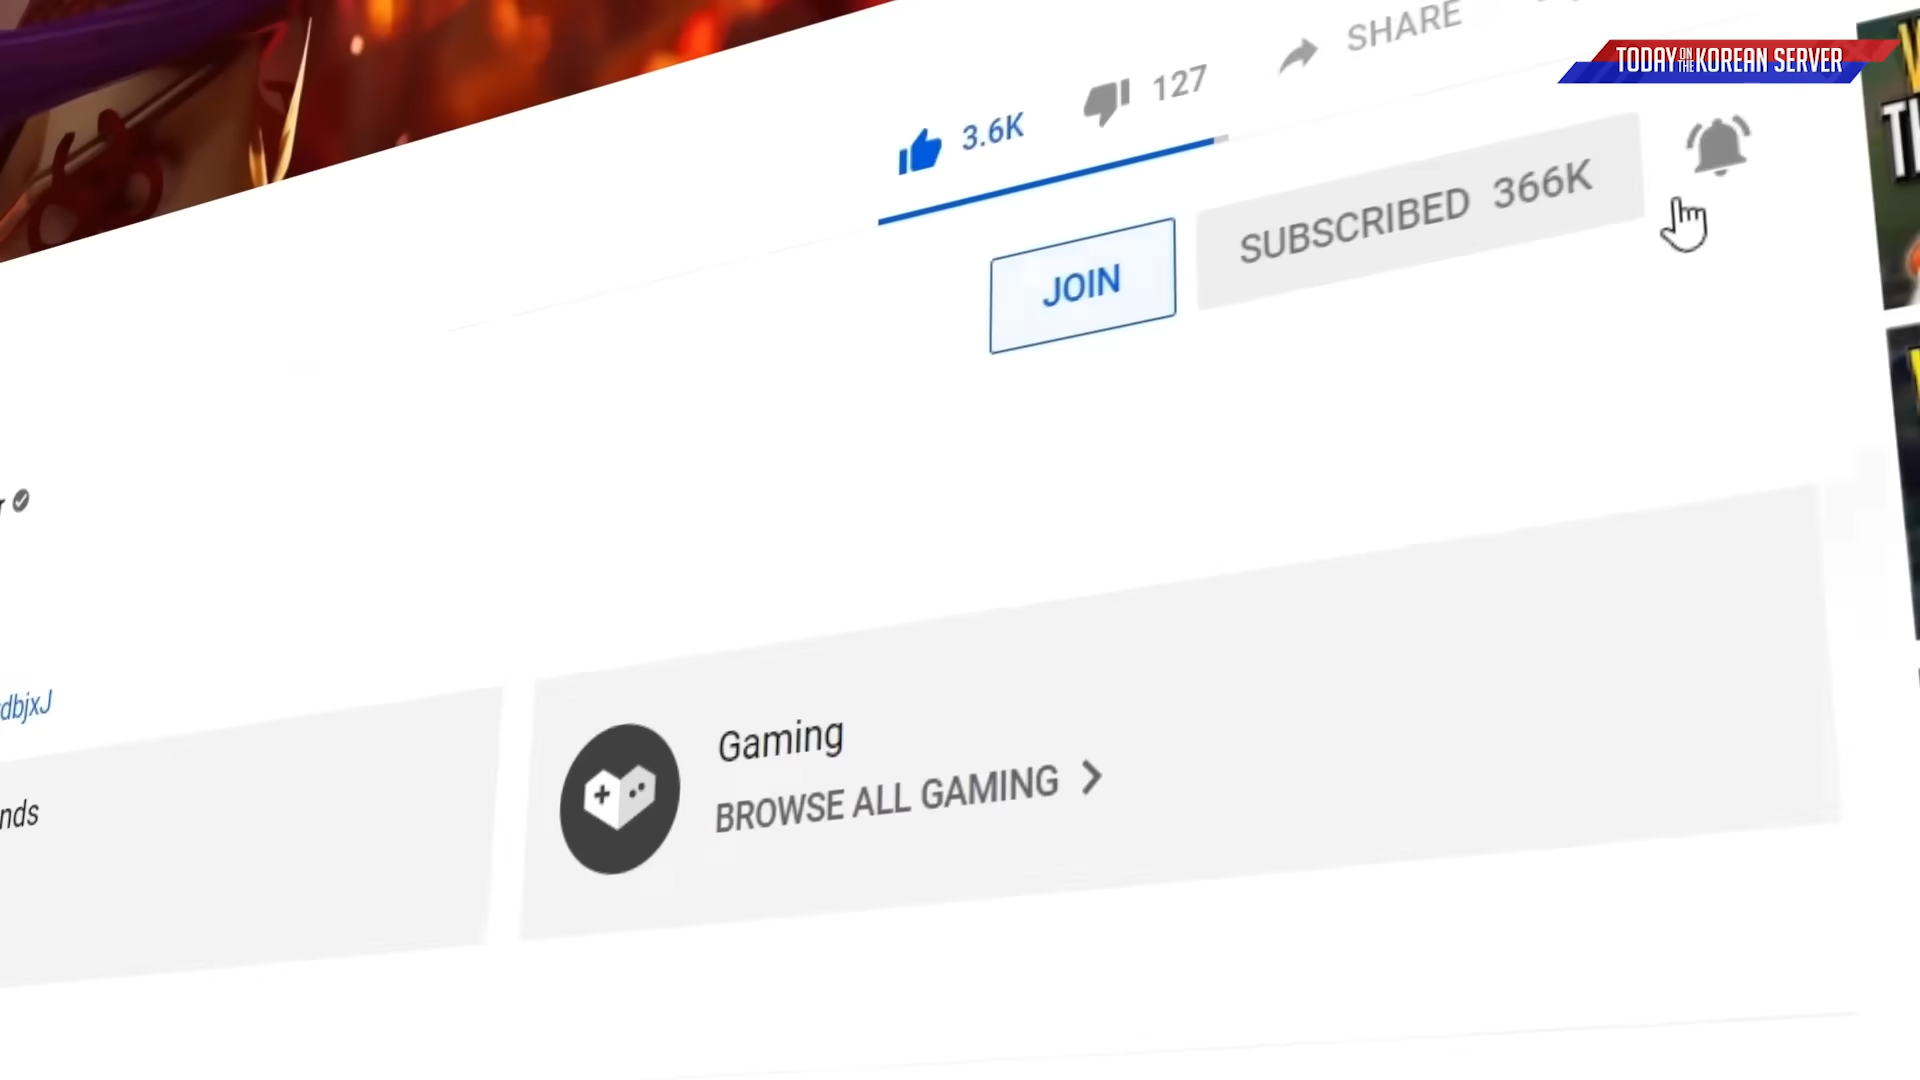 TODAY ON THE KOREAN SERVER
SHARE
127
3.6K
SUBSCRIBED 366K
JOIN
dbjxJ
Gaming
BROWSE ALL GAMING
nds